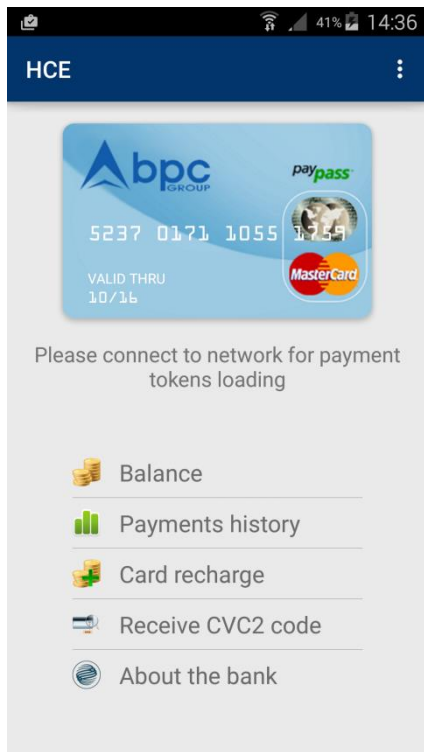 41% 14:36
HCE
bpc
GROUP
paypass
5237 0171 1055 1759
VALID THRU
10/16
MasterCard
Please connect to network for payment
tokens loading
Balance
Payments history
Card recharge
Receive CVC2 code
About the bank